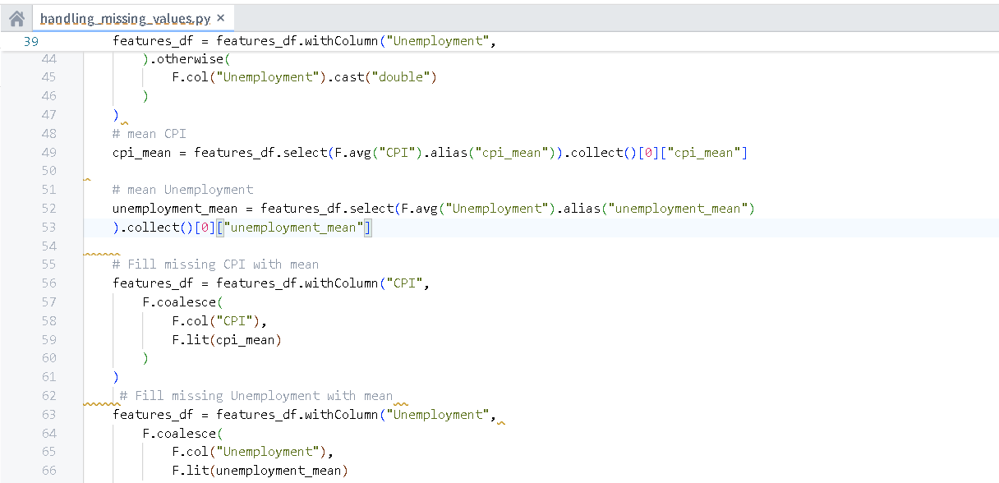 handling_missing_values.py ×
39 features_df = features_df.withColumn("Unemployment",
44 ).otherwise(
45 F.col("Unemployment").cast("double")
46 )
47 )
48 # mean CPI
49 cpi_mean = features_df.select(F.avg("CPI").alias("cpi_mean")).collect()[0]["cpi_mean"]
50
51 # mean Unemployment
52 unemployment_mean = features_df.select(F.avg("Unemployment").alias("unemployment_mean")
53 ).collect()[0]["unemployment_mean"]
54
55 # Fill missing CPI with mean
56 features_df = features_df.withColumn("CPI",
57 F.coalesce(
58 F.col("CPI"),
59 F.lit(cpi_mean)
60 )
61 )
62 # Fill missing Unemployment with mean
63 features_df = features_df.withColumn("Unemployment",
64 F.coalesce(
65 F.col("Unemployment"),
66 F.lit(unemployment_mean)